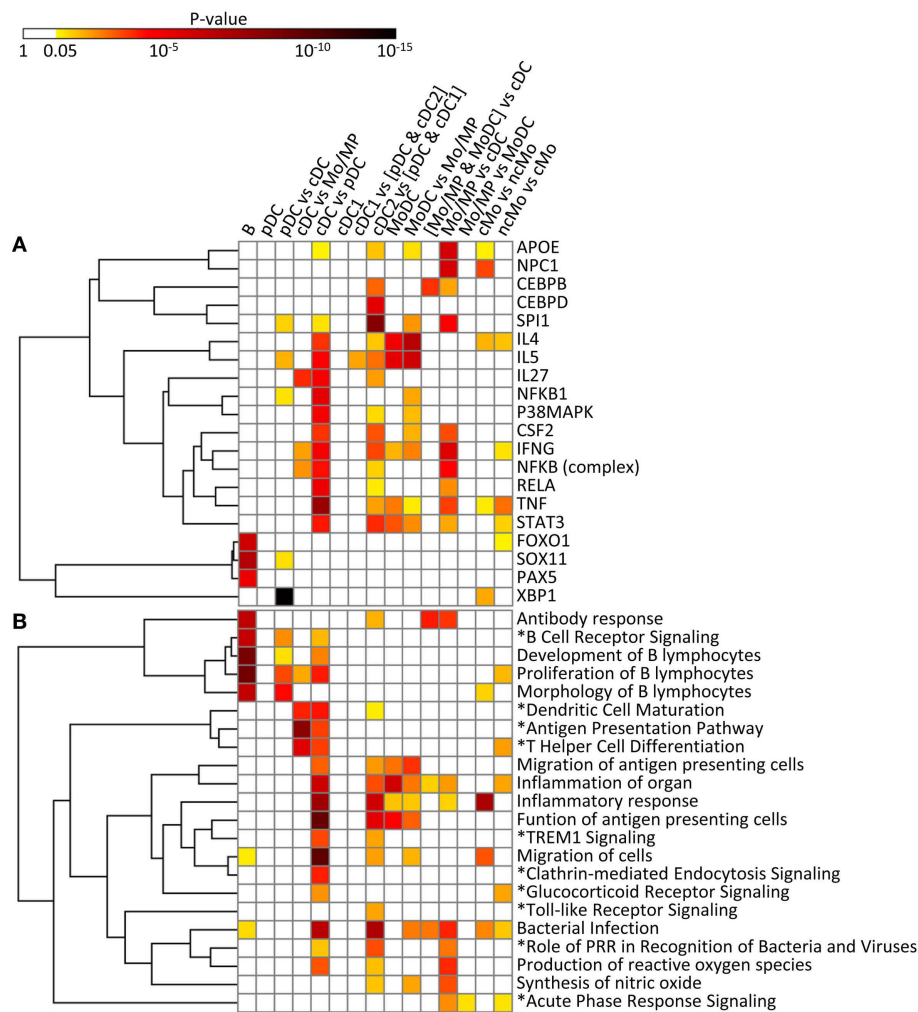 P-value
1 0.05 10-5 10-10 10-15
B
pDC
pDC vs cDC
cDC vs Mo/MP
cDC vs pDC
cDC1
cDC1 vs [pDC & cDC2]
cDC2 vs [pDC & cDC1]
MoDC
MoDC vs Mo/MP
[Mo/MP & MoDC] vs cDC
Mo/MP vs cDC
Mo/MP vs MoDC
cMo vs ncMo
ncMo vs cMo
A
APOE
NPC1
CEBPB
CEBPD
SPI1
IL4
IL5
IL27
NFKB1
P38MAPK
CSF2
IFNG
NFKB (complex)
RELA
TNF
STAT3
FOXO1
SOX11
PAX5
XBP1
B
Antibody response
*B Cell Receptor Signaling
Development of B lymphocytes
Proliferation of B lymphocytes
Morphology of B lymphocytes
*Dendritic Cell Maturation
*Antigen Presentation Pathway
*T Helper Cell Differentiation
Migration of antigen presenting cells
Inflammation of organ
Inflammatory response
Funtion of antigen presenting cells
*TREM1 Signaling
Migration of cells
*Clathrin-mediated Endocytosis Signaling
*Glucocorticoid Receptor Signaling
*Toll-like Receptor Signaling
Bacterial Infection
*Role of PRR in Recognition of Bacteria and Viruses
Production of reactive oxygen species
Synthesis of nitric oxide
*Acute Phase Response Signaling